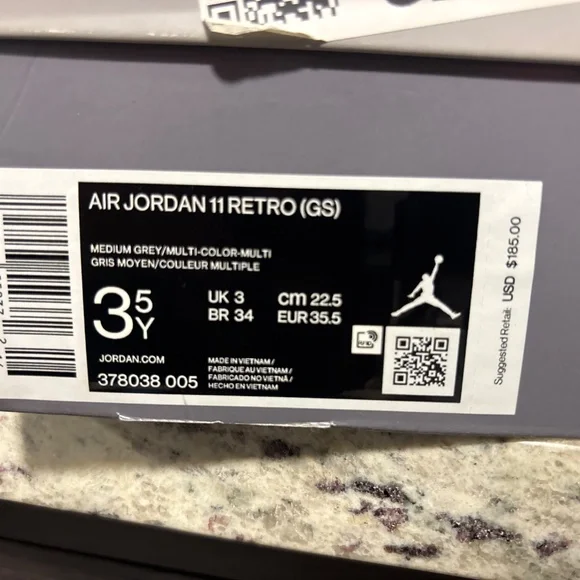 AIR JORDAN 11 RETRO (GS)
MEDIUM GREY/MULTI-COLOR-MULTI
GRIS MOYEN/COULEUR MULTIPLE
3 5 Y
UK 3 cm 22.5
BR 34 EUR 35.5
JORDAN.COM
378038 005
MADE IN VIETNAM /
FABRIQUE AU VIETNAM /
FABRICADO NO VIETNÃ /
HECHO EN VIETNAM
RFID
Suggested Retail: USD $185.00